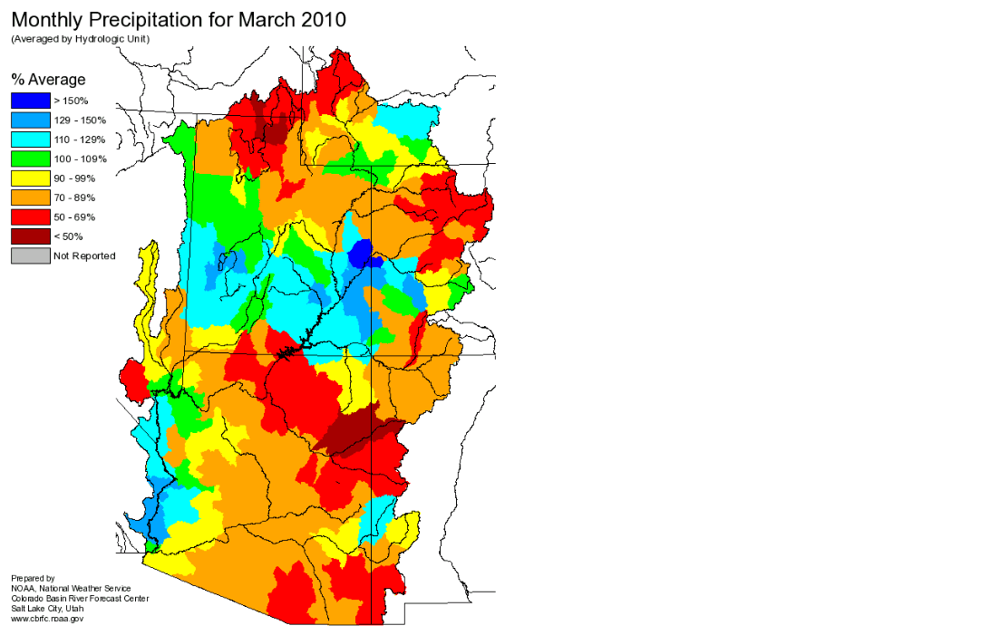 Monthly Precipitation for March 2010
(Averaged by Hydrologic Unit)
% Average
> 150%
129 - 150%
110 - 129%
100 - 109%
90 - 99%
70 - 89%
50 - 69%
< 50%
Not Reported
Prepared by
NOAA, National Weather Service
Colorado Basin River Forecast Center
Salt Lake City, Utah
www.cbrfc.noaa.gov